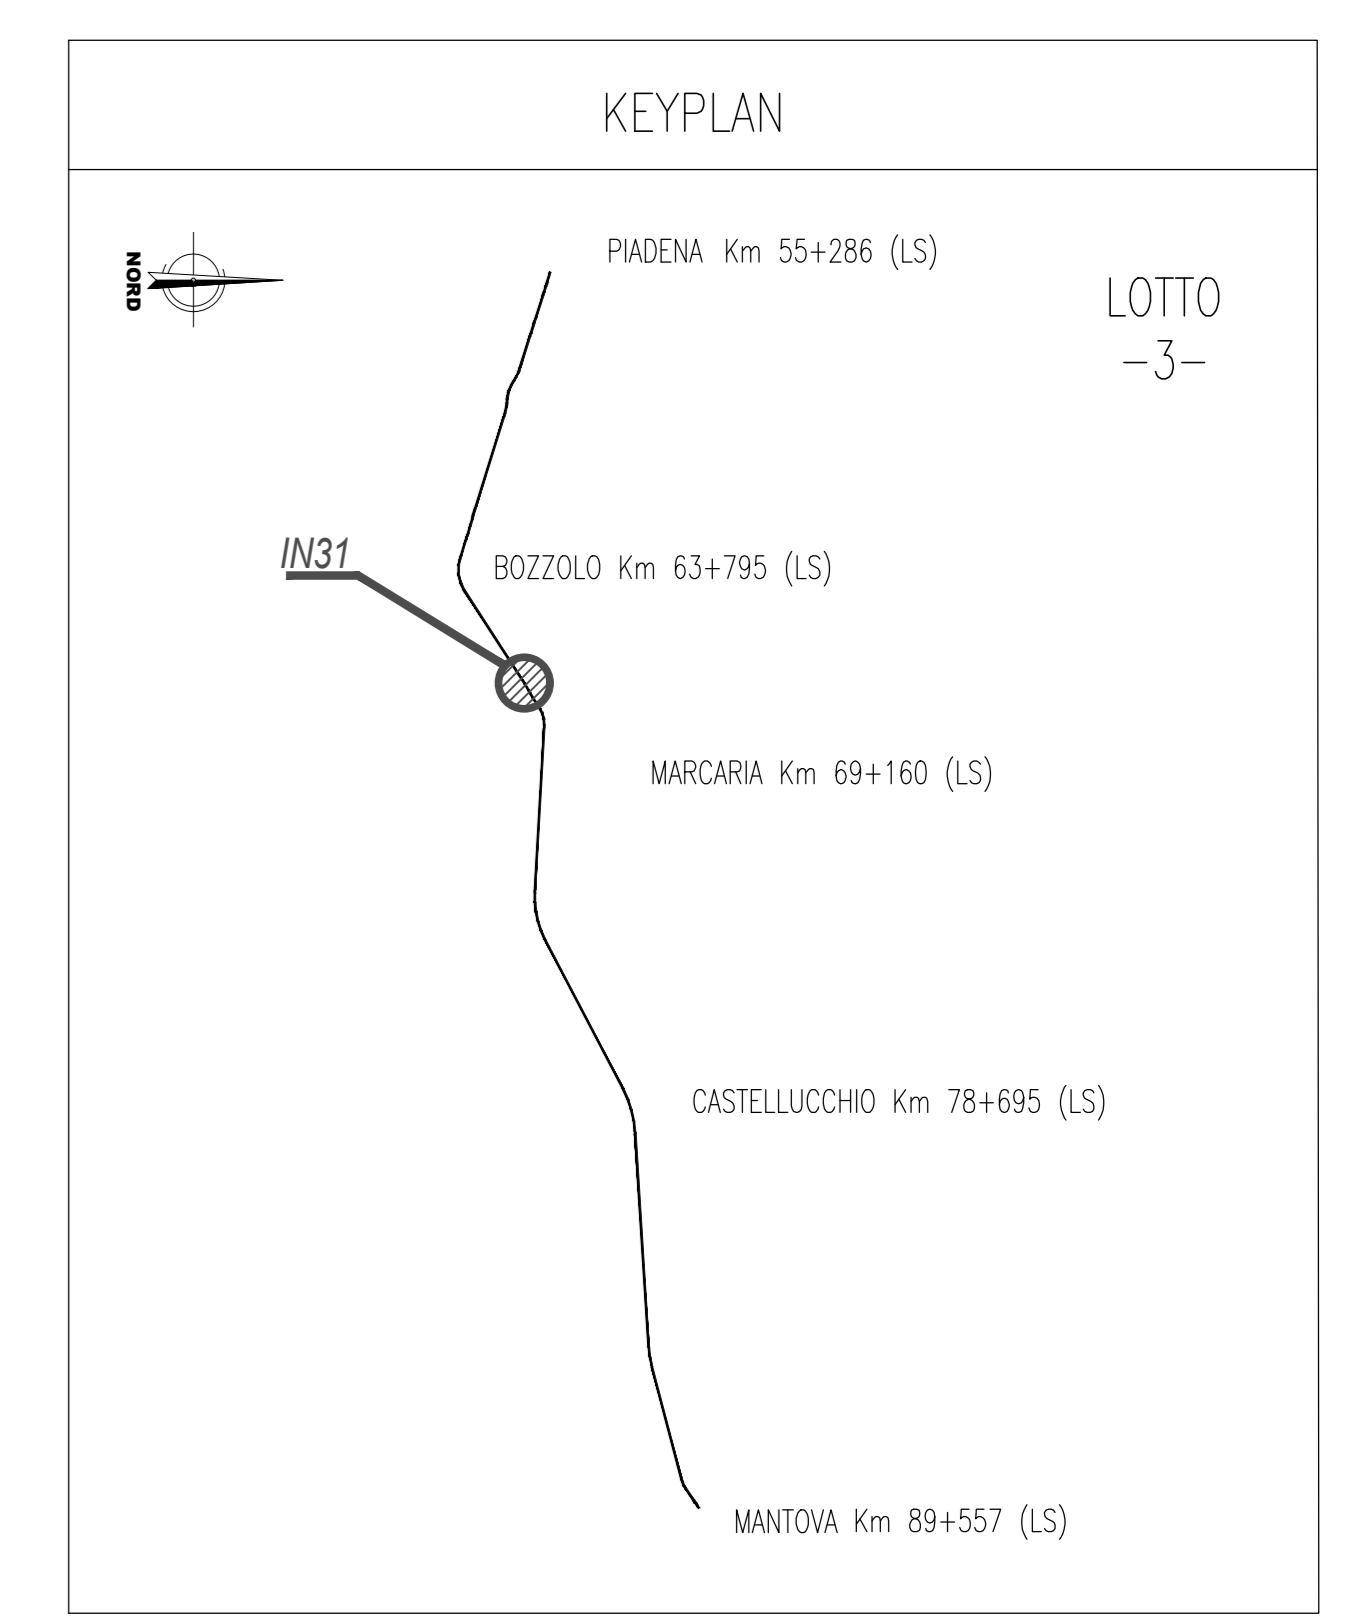 KEYPLAN
NORD
PIADENA Km 55+286 (LS)
LOTTO
-3-
IN31
BOZZOLO Km 63+795 (LS)
MARCARIA Km 69+160 (LS)
CASTELLUCCHIO Km 78+695 (LS)
MANTOVA Km 89+557 (LS)